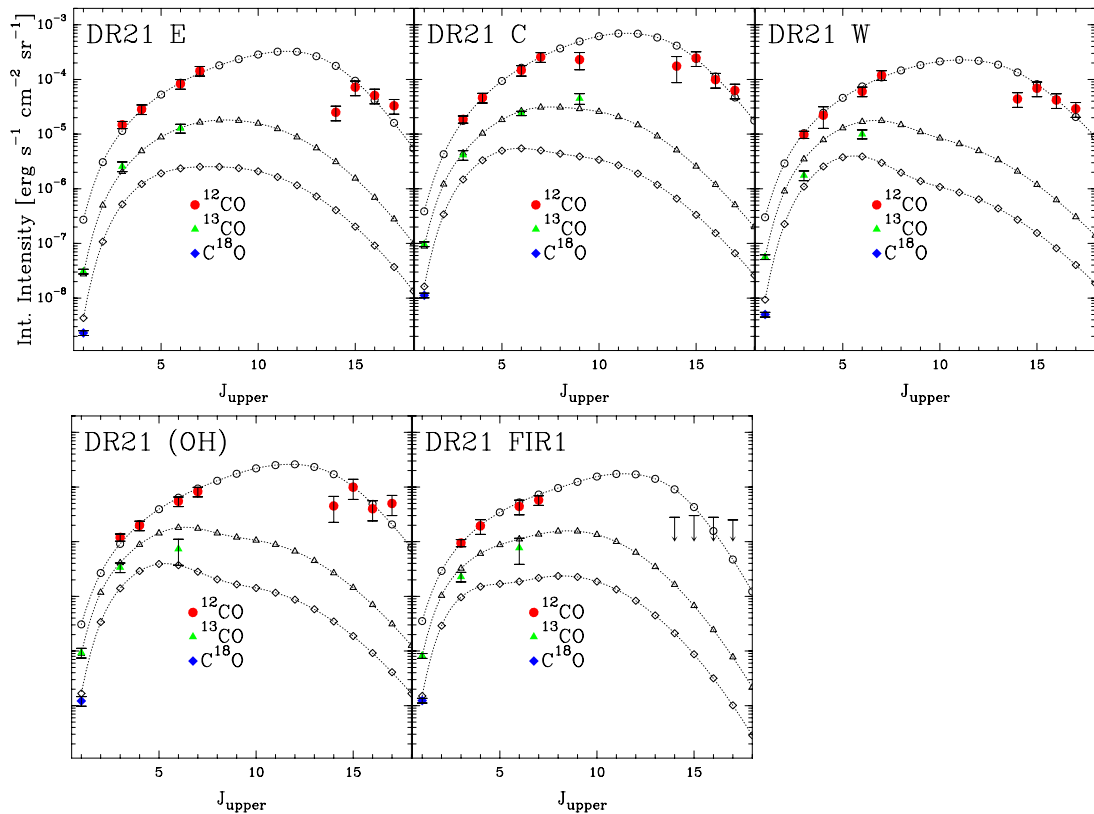 DR21 E
DR21 C
DR21 W
Int. Intensity [erg s⁻¹ cm⁻² sr⁻¹]
10⁻³
10⁻⁴
10⁻⁵
10⁻⁶
10⁻⁷
10⁻⁸
¹²CO
¹³CO
C¹⁸O
¹²CO
¹³CO
C¹⁸O
¹²CO
¹³CO
C¹⁸O
5 10 15
5 10 15
5 10 15
J_upper
J_upper
J_upper
DR21 (OH)
DR21 FIR1
¹²CO
¹³CO
C¹⁸O
¹²CO
¹³CO
C¹⁸O
5 10 15
5 10 15
J_upper
J_upper